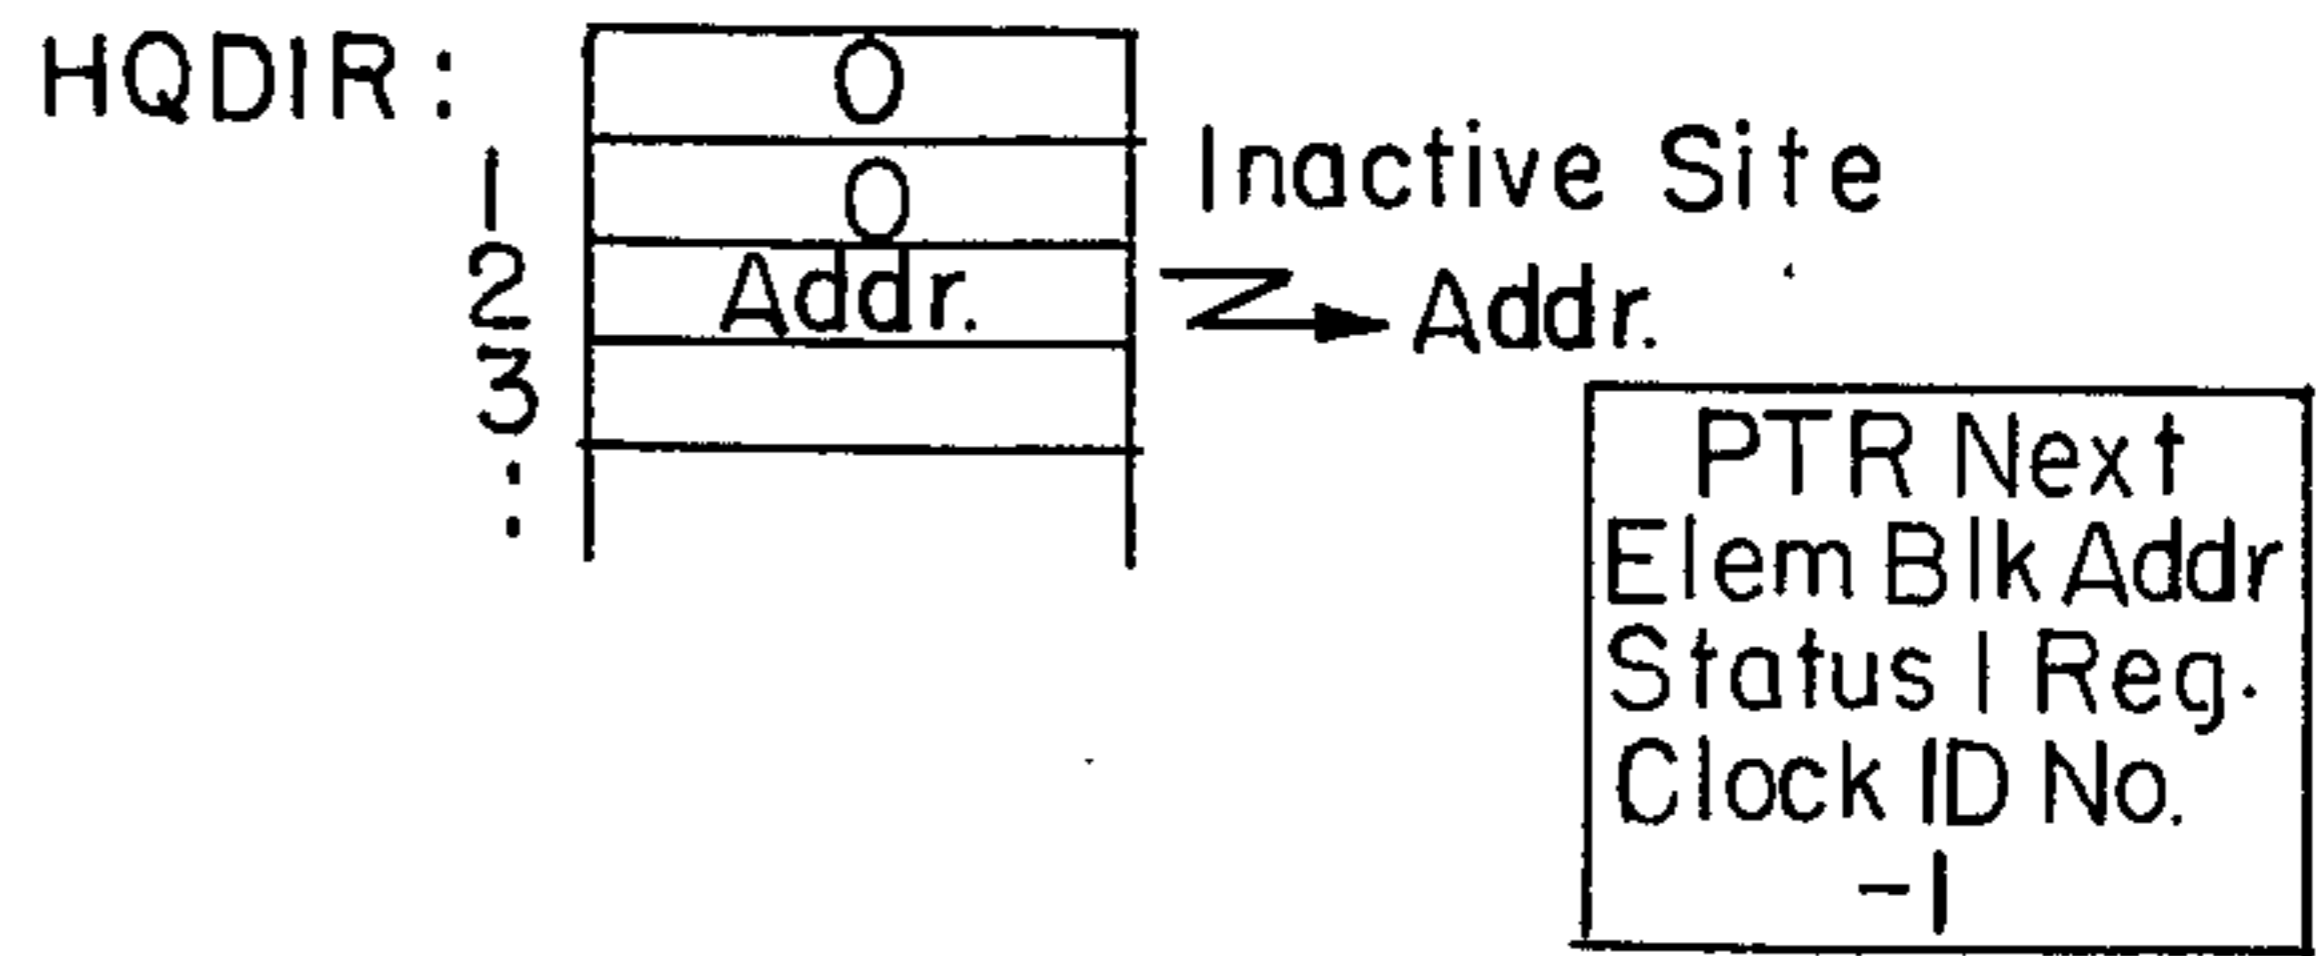 HQDIR: 0
1 0 Inactive Site
2 Addr. Addr.
3
:
PTR Next
Elem Blk Addr
Status 1 Reg.
Clock ID No.
-1